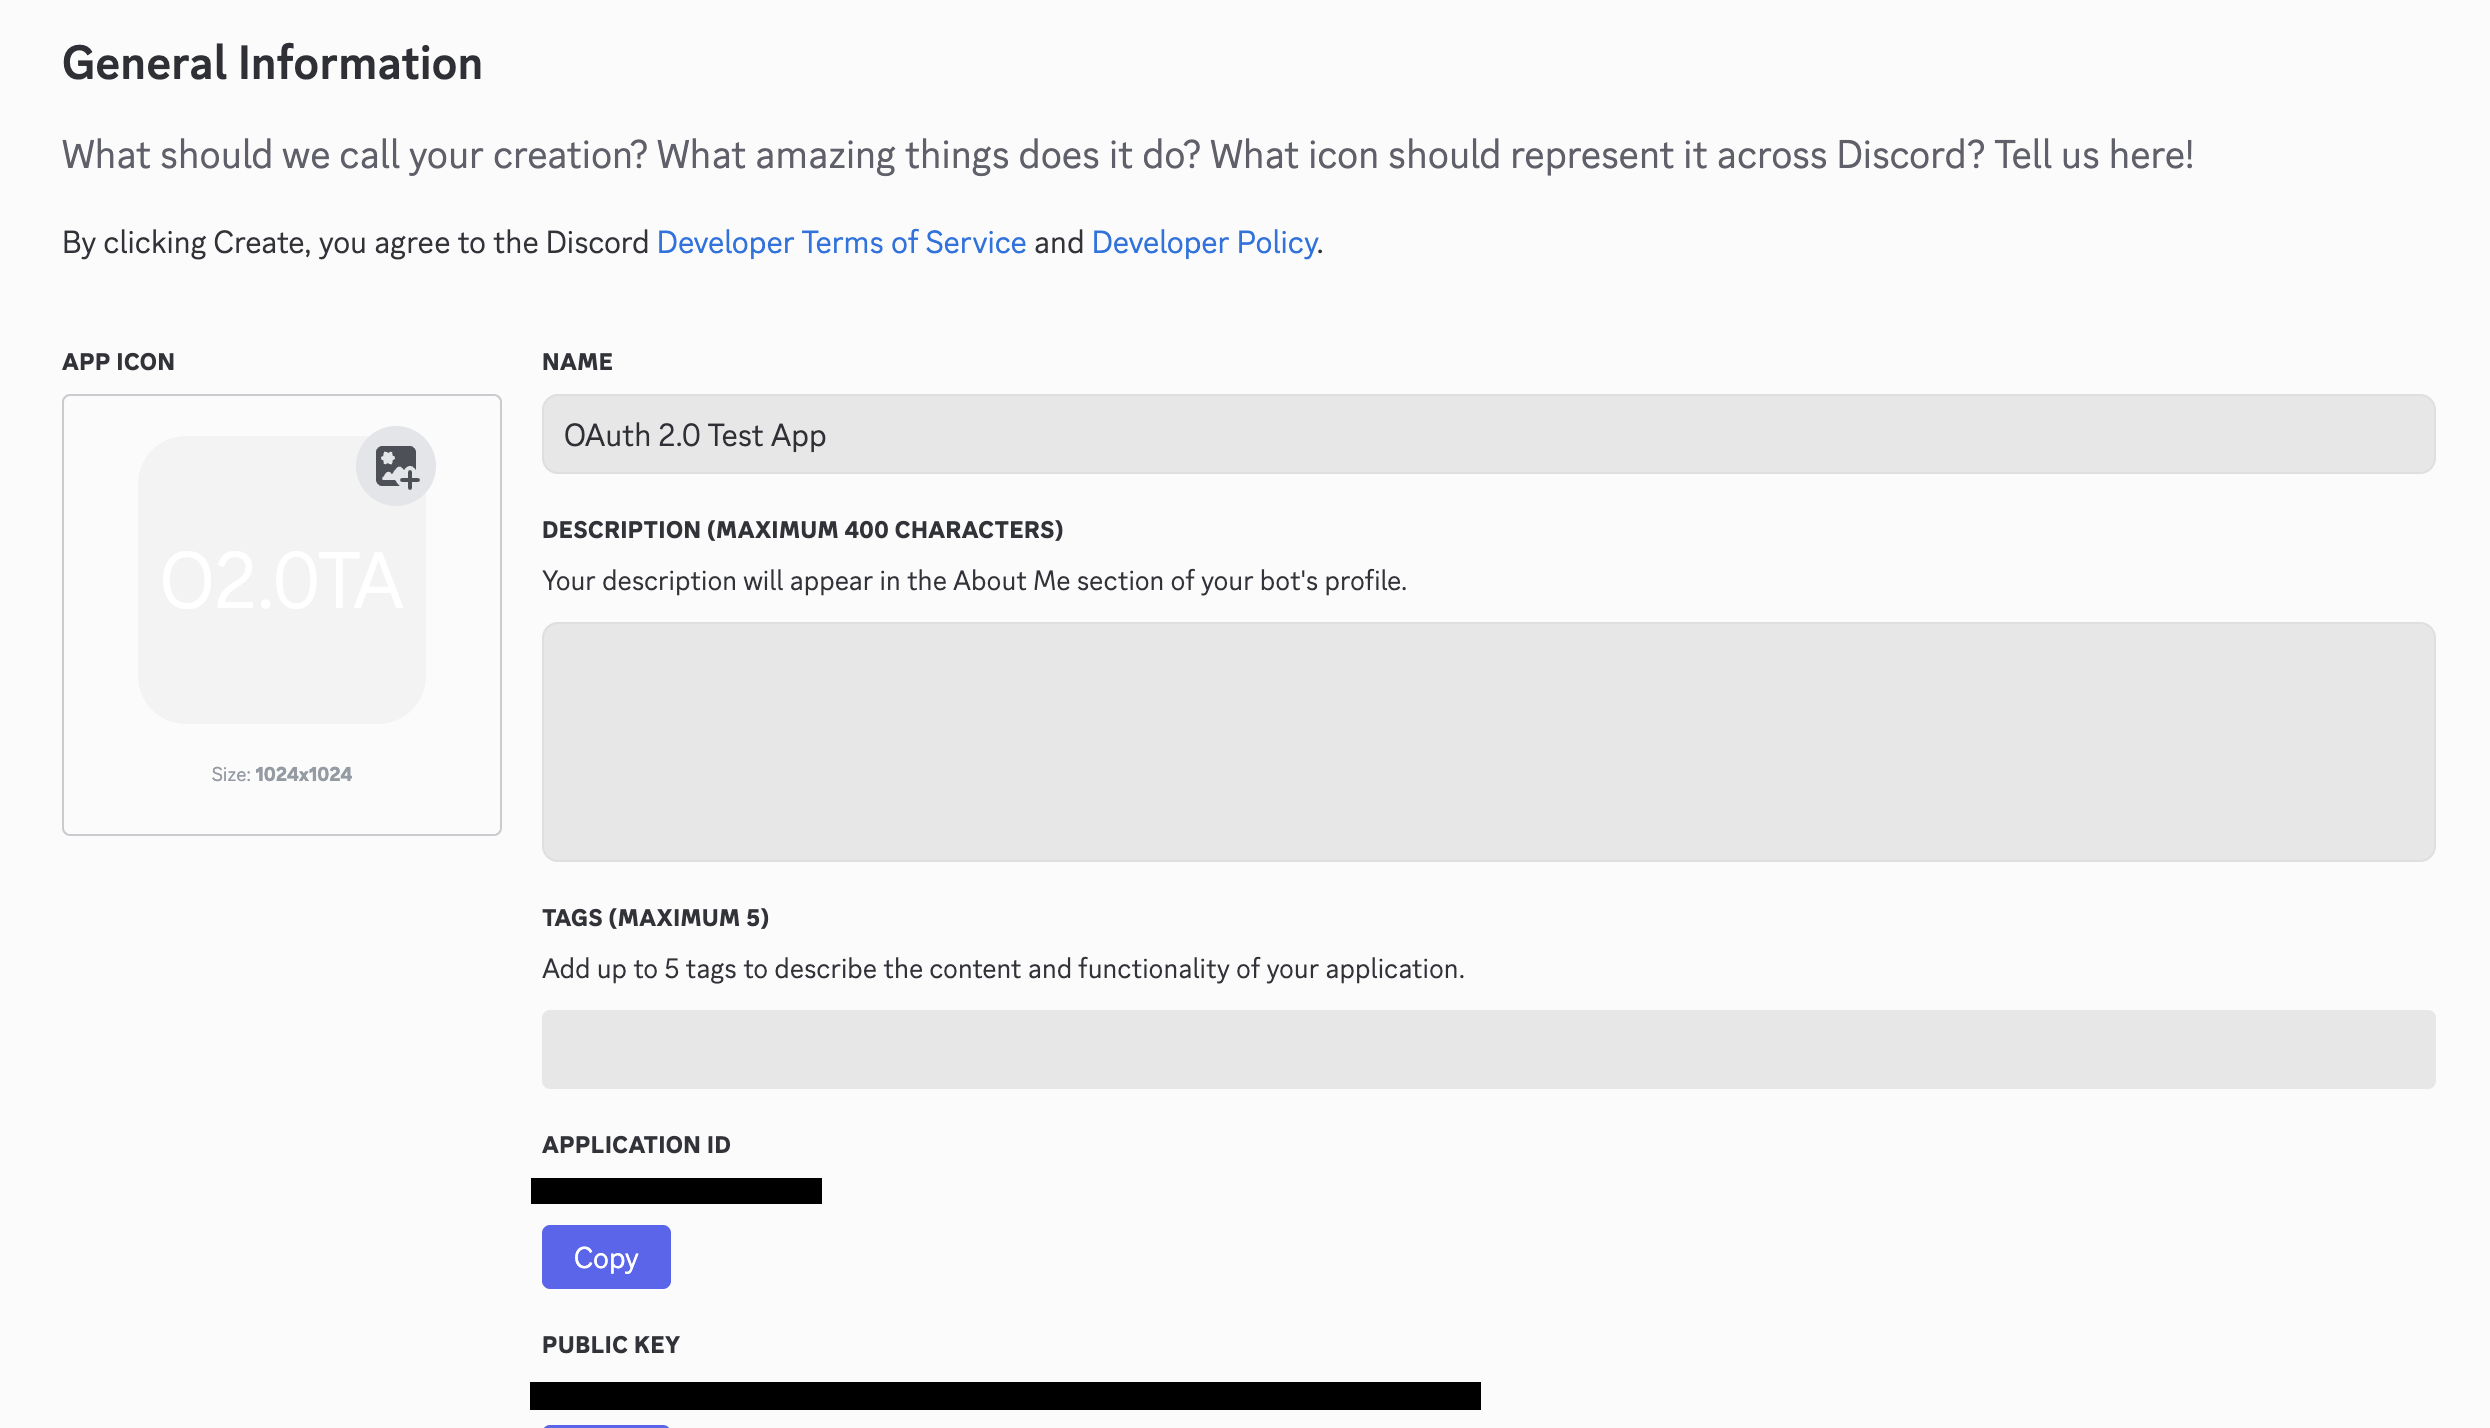 General Information
What should we call your creation? What amazing things does it do? What icon should represent it across Discord? Tell us here!
By clicking Create, you agree to the Discord Developer Terms of Service and Developer Policy.
APP ICON
O2.0TA
Size: 1024x1024
NAME
OAuth 2.0 Test App
DESCRIPTION (MAXIMUM 400 CHARACTERS)
Your description will appear in the About Me section of your bot's profile.
TAGS (MAXIMUM 5)
Add up to 5 tags to describe the content and functionality of your application.
APPLICATION ID
Copy
PUBLIC KEY